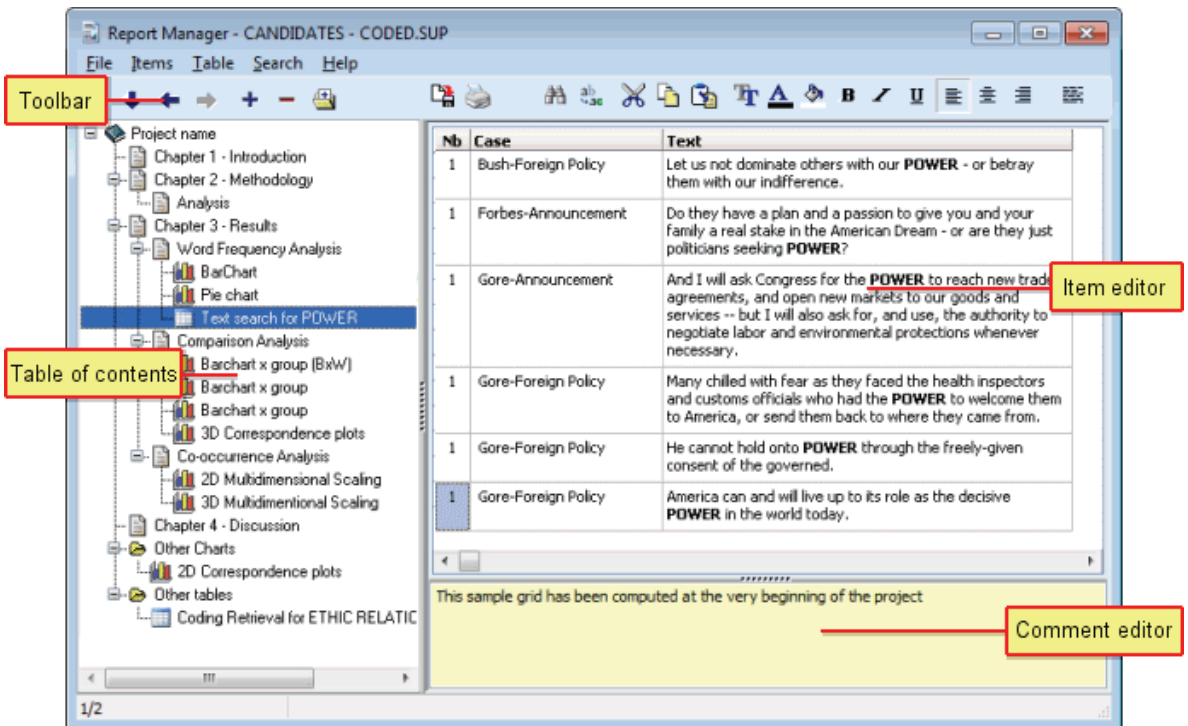 Report Manager - CANDIDATES - CODED.SUP
File Items Table Search Help
Toolbar
Project name
Chapter 1 - Introduction
Chapter 2 - Methodology
Analysis
Chapter 3 - Results
Word Frequency Analysis
BarChart
Pie chart
Text search for POWER
Comparison Analysis
Barchart x group (BxW)
Barchart x group
Barchart x group
3D Correspondence plots
Co-occurrence Analysis
2D Multidimensional Scaling
3D Multidimentional Scaling
Chapter 4 - Discussion
Other Charts
2D Correspondence plots
Other tables
Coding Retrieval for ETHIC RELATIC
Table of contents
Nb Case Text
1 Bush-Foreign Policy Let us not dominate others with our POWER - or betray
them with our indifference.
1 Forbes-Announcement Do they have a plan and a passion to give you and your
family a real stake in the American Dream - or are they just
politicians seeking POWER?
1 Gore-Announcement And I will ask Congress for the POWER to reach new trade
agreements, and open new markets to our goods and
services -- but I will also ask for, and use, the authority to
negotiate labor and environmental protections whenever
necessary.
1 Gore-Foreign Policy Many chilled with fear as they faced the health inspectors
and customs officials who had the POWER to welcome them
to America, or send them back to where they came from.
1 Gore-Foreign Policy He cannot hold onto POWER through the freely-given
consent of the governed.
1 Gore-Foreign Policy America can and will live up to its role as the decisive
POWER in the world today.
Item editor
This sample grid has been computed at the very beginning of the project
Comment editor
1/2